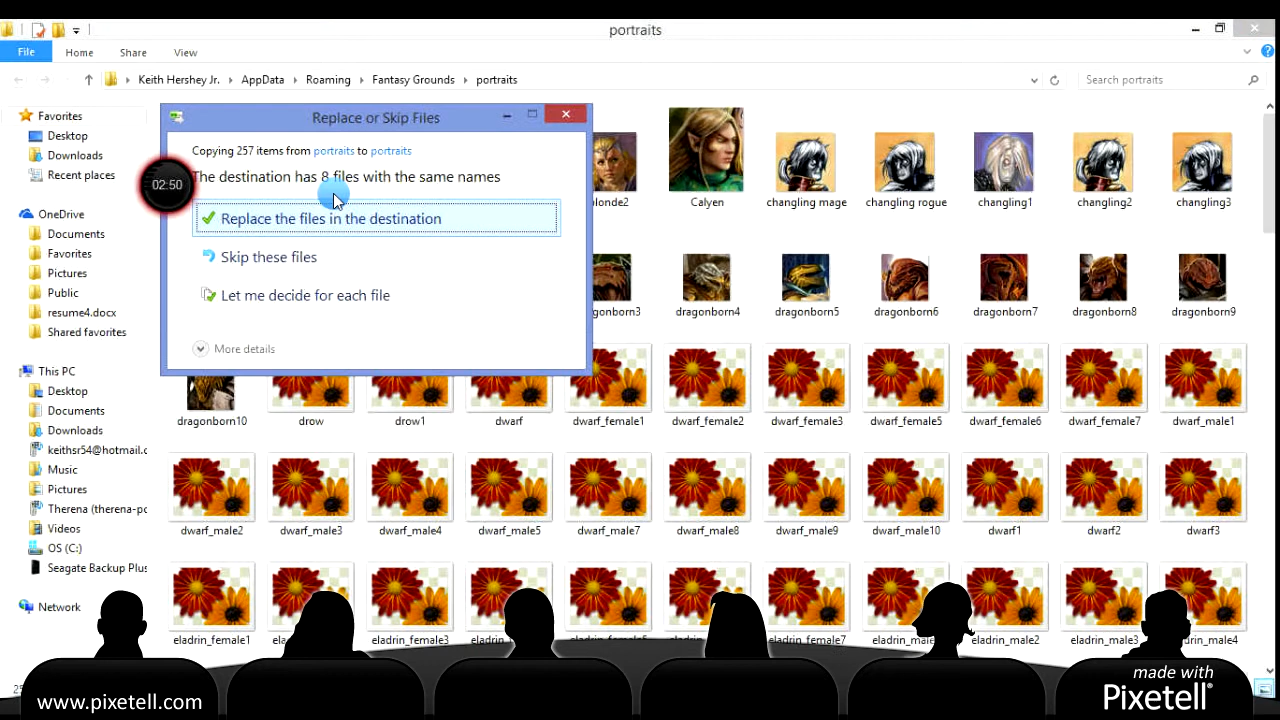 portraits
File Home Share View
Keith Hershey Jr. AppData Roaming Fantasy Grounds portraits
Search portraits
Favorites
Desktop
Downloads
Recent places
OneDrive
Documents
Favorites
Pictures
Public
resume4.docx
Shared favorites
This PC
Desktop
Documents
Downloads
keithsr54@hotmail.c
Music
Pictures
Therena (therena-pc
Videos
OS (C:)
Seagate Backup Plus
Network
Replace or Skip Files
Copying 257 items from portraits to portraits
The destination has 8 files with the same names
Replace the files in the destination
Skip these files
Let me decide for each file
More details
02:50
Calyen changling mage changling rogue changling1 changling2 changling3
dragonborn4 dragonborn5 dragonborn6 dragonborn7 dragonborn8 dragonborn9
dragonborn10 drow drow1 dwarf dwarf_female1 dwarf_female2 dwarf_female3 dwarf_female5 dwarf_female6 dwarf_female7 dwarf_male1
dwarf_male2 dwarf_male3 dwarf_male4 dwarf_male5 dwarf_male7 dwarf_male8 dwarf_male9 dwarf_male10 dwarf1 dwarf2 dwarf3
eladrin_female1 eladrin_female3 eladrin_female7 eladrin_male2 eladrin_male3
www.pixetell.com
made with
Pixetell®